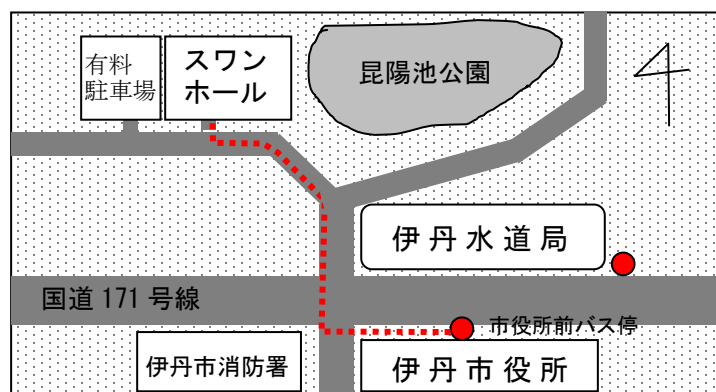 有料
駐車場
スワン
ホール
昆陽池公園
伊丹水道局
国道 171 号線
市役所前バス停
伊丹市消防署
伊丹市役所